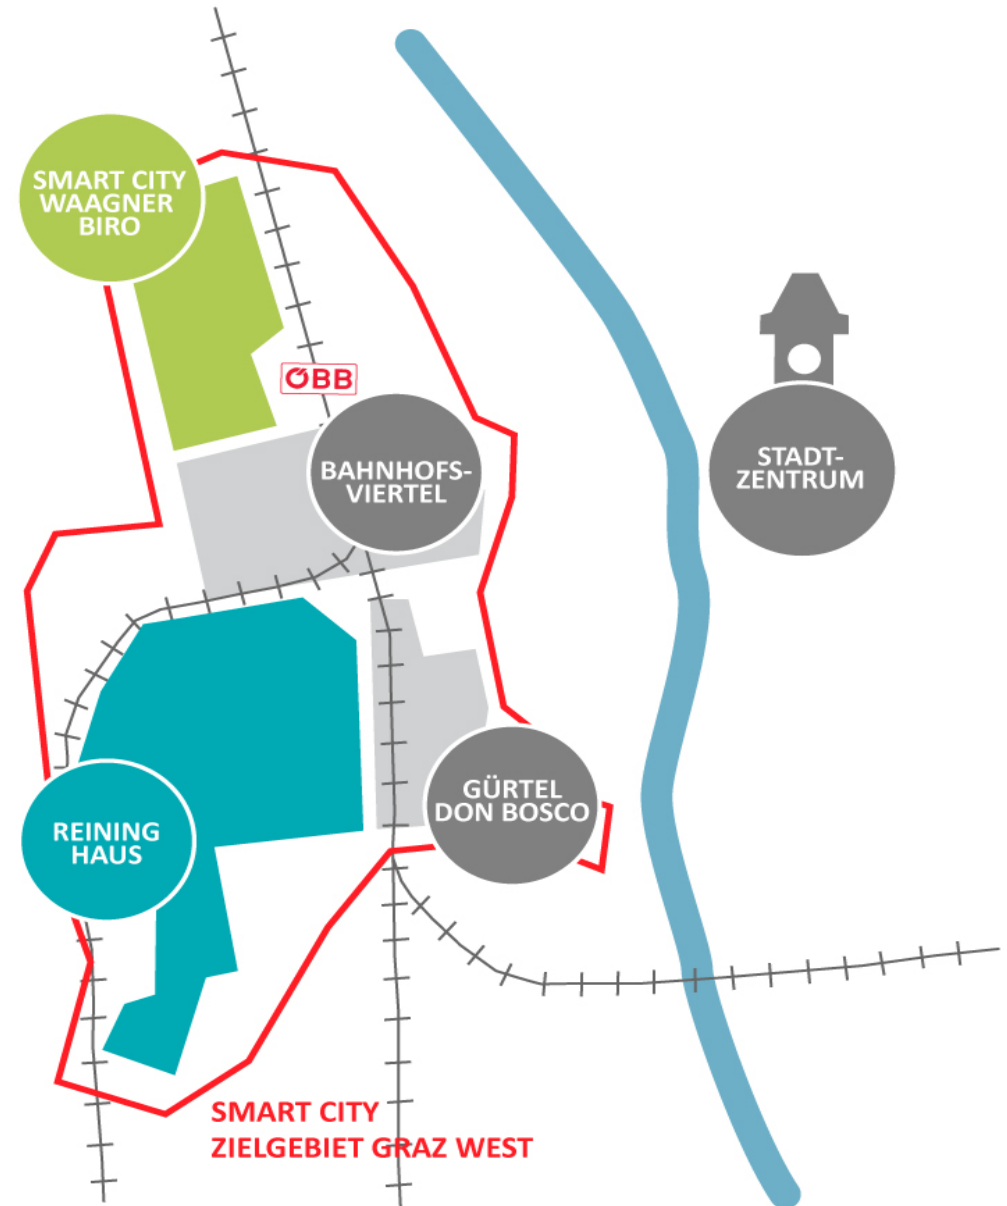 SMART CITY
WAAGNER
BIRO
ÖBB
BAHNHOFS-
VIERTEL
STADT-
ZENTRUM
GÜRTEL
DON BOSCO
REINING
HAUS
SMART CITY
ZIELGEBIET GRAZ WEST